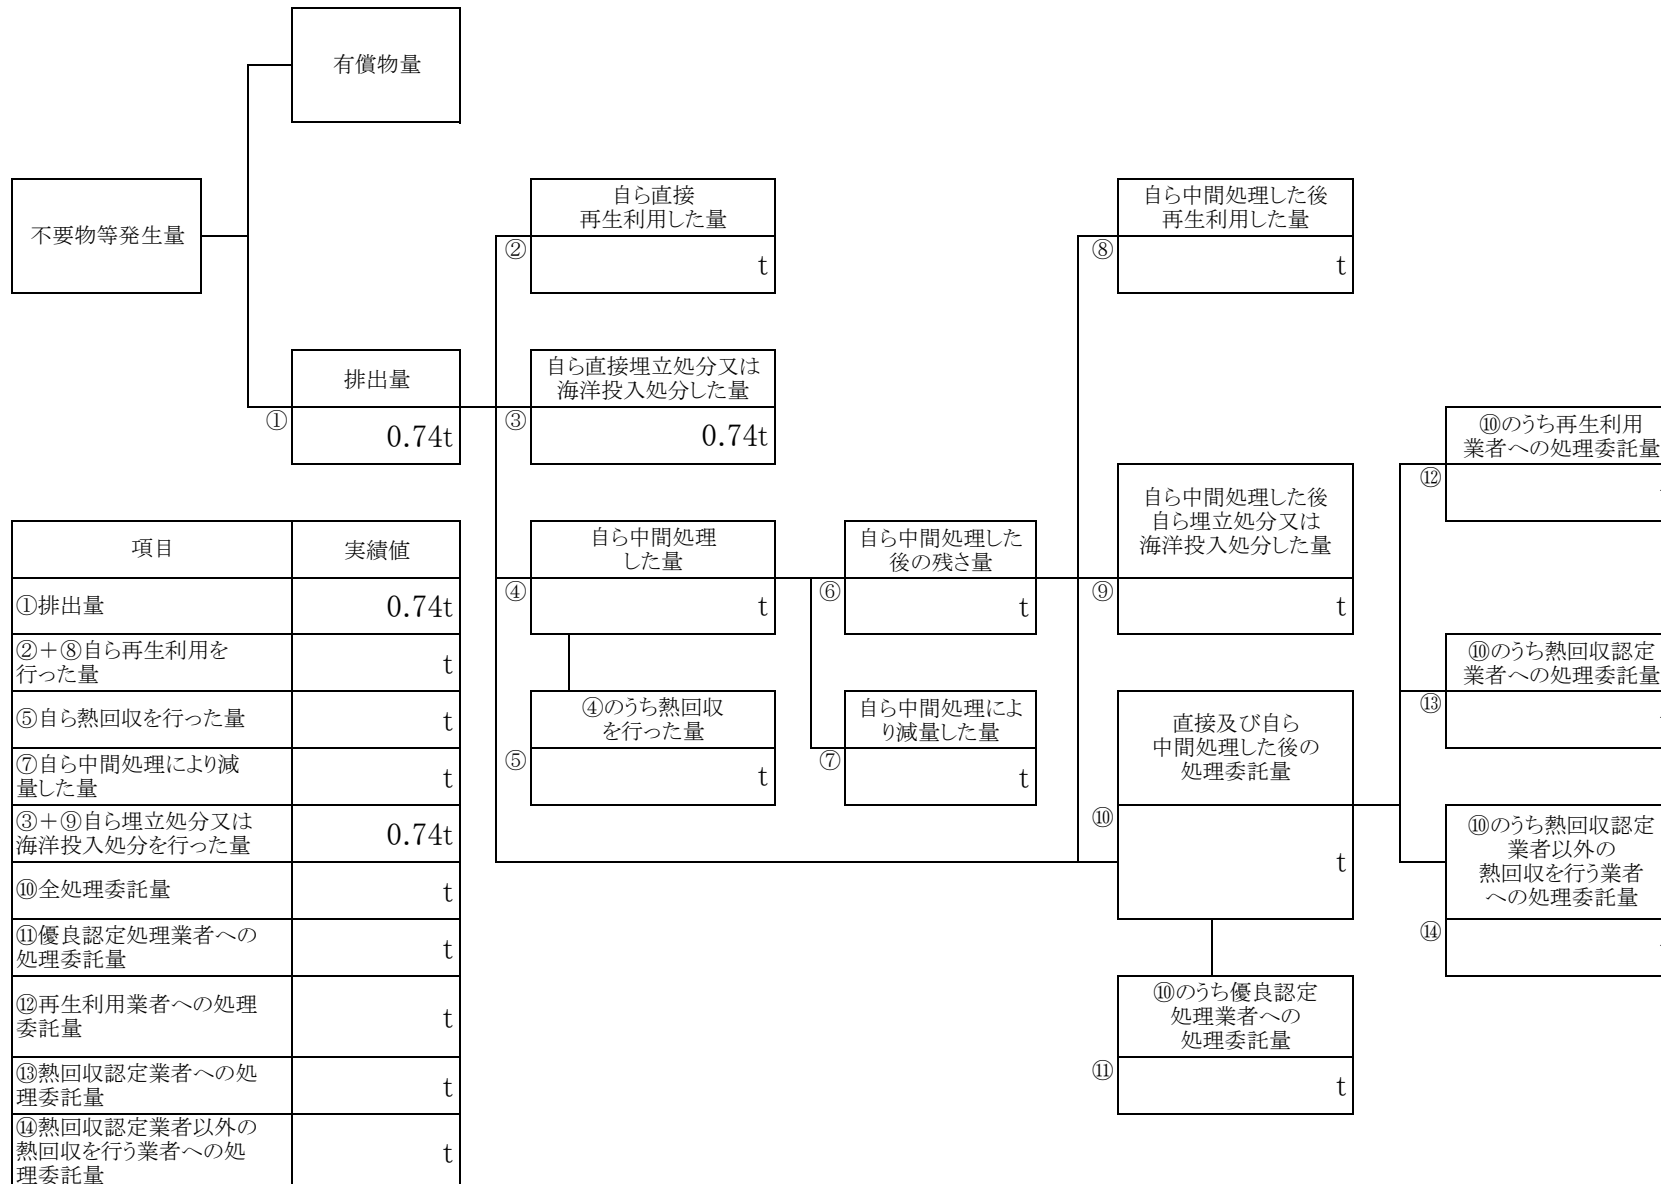 有償物量
不要物等発生量
自ら直接
再生利用した量
②
t
自ら中間処理した後
再生利用した量
⑧
t
排出量
①
0.74t
自ら直接埋立処分又は
海洋投入処分した量
③
0.74t
⑩のうち再生利用
業者への処理委託量
⑫
自ら中間処理した後
自ら埋立処分又は
海洋投入処分した量
⑨
t
自ら中間処理
した量
④
t
自ら中間処理した
後の残さ量
⑥
t
⑩のうち熱回収認定
業者への処理委託量
⑬
④のうち熱回収
を行った量
⑤
t
自ら中間処理によ
り減量した量
⑦
t
直接及び自ら
中間処理した後の
処理委託量
⑩
t
⑩のうち熱回収認定
業者以外の
熱回収を行う業者
への処理委託量
⑭
⑩のうち優良認定
処理業者への
処理委託量
⑪
t
項目
実績値
①排出量
0.74t
②+⑧自ら再生利用を
行った量
t
⑤自ら熱回収を行った量
t
⑦自ら中間処理により減
量した量
t
③+⑨自ら埋立処分又は
海洋投入処分を行った量
0.74t
⑩全処理委託量
t
⑪優良認定処理業者への
処理委託量
t
⑫再生利用業者への処理
委託量
t
⑬熱回収認定業者への処
理委託量
t
⑭熱回収認定業者以外の
熱回収を行う業者への処
理委託量
t